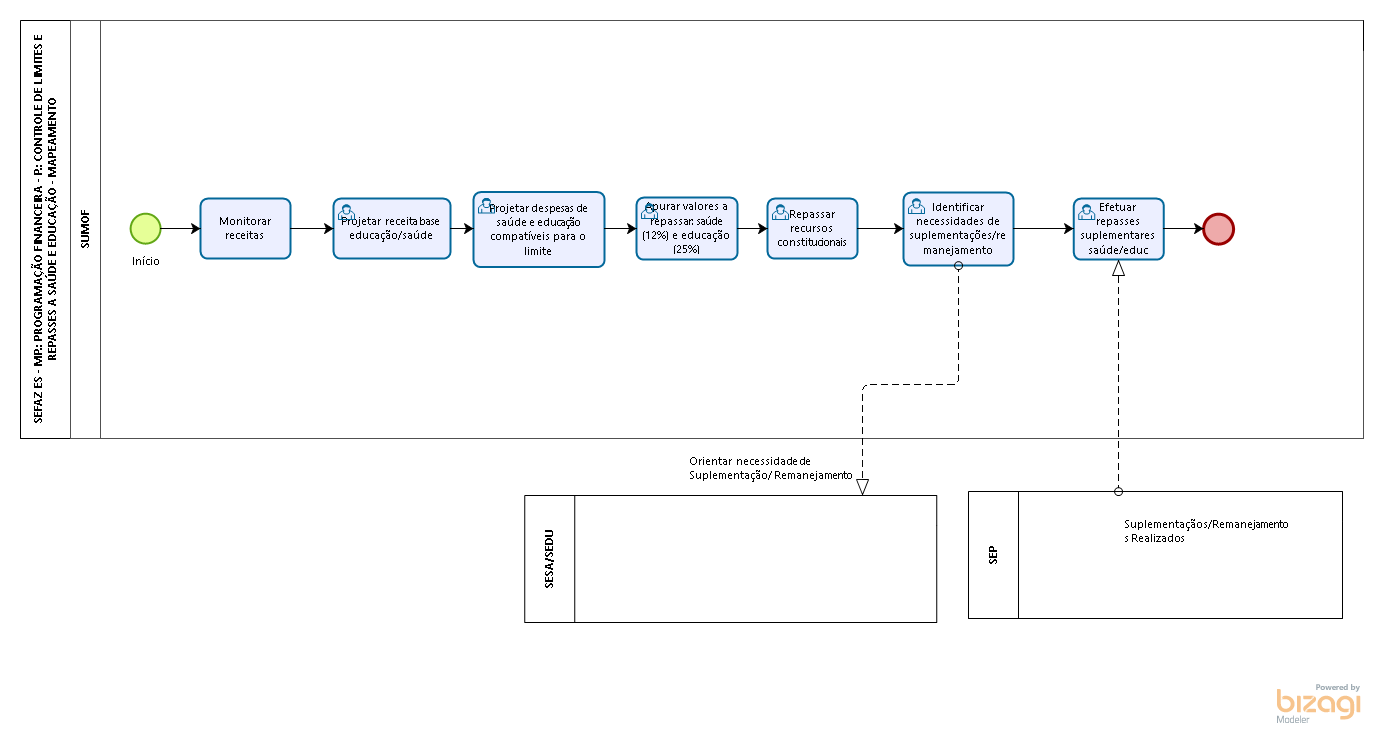 SEFAZ ES - MP.: PROGRAMAÇÃO FINANCEIRA - P.: CONTROLE DE LIMITES E
REPASSES A SAÚDE E EDUCAÇÃO - MAPEAMENTO
SUMOF
Início
Monitorar
receitas
Projetar receita base
educação/saúde
Projetar despesas de
saúde e educação
compatíveis para o
limite
Apurar valores a
repassar: saúde
(12%) e educação
(25%)
Repassar
recursos
constitucionais
Identificar
necessidades de
suplementações/re
manejamento
Efetuar
repasses
suplementares
saúde/educ
Orientar necessidade de
Suplementação/ Remanejamento
SESA/SEDU
SEP
Suplementaçãos/Remanejamento
s Realizados
Powered by
bizagi
Modeler